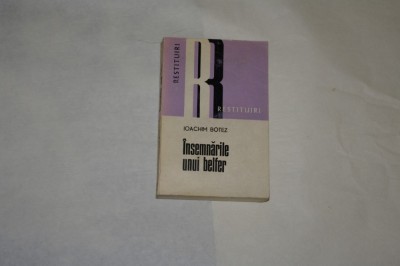 RESTITUIRI
R
RESTITUIRI
IOACHIM BOTEZ
Însemnările
unui belfer